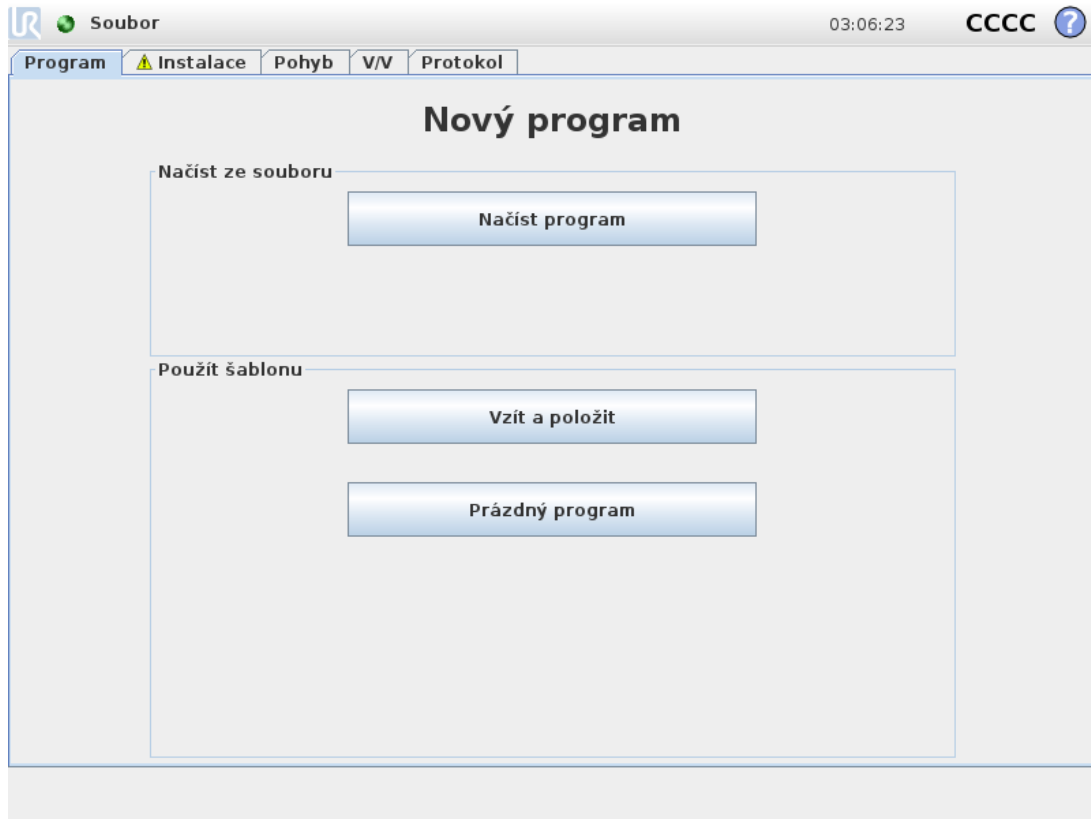 UR Soubor 03:06:23 CCCC ?
Program Instalace Pohyb V/V Protokol
Nový program
Načíst ze souboru
Načíst program
Použít šablonu
Vzít a položit
Prázdný program